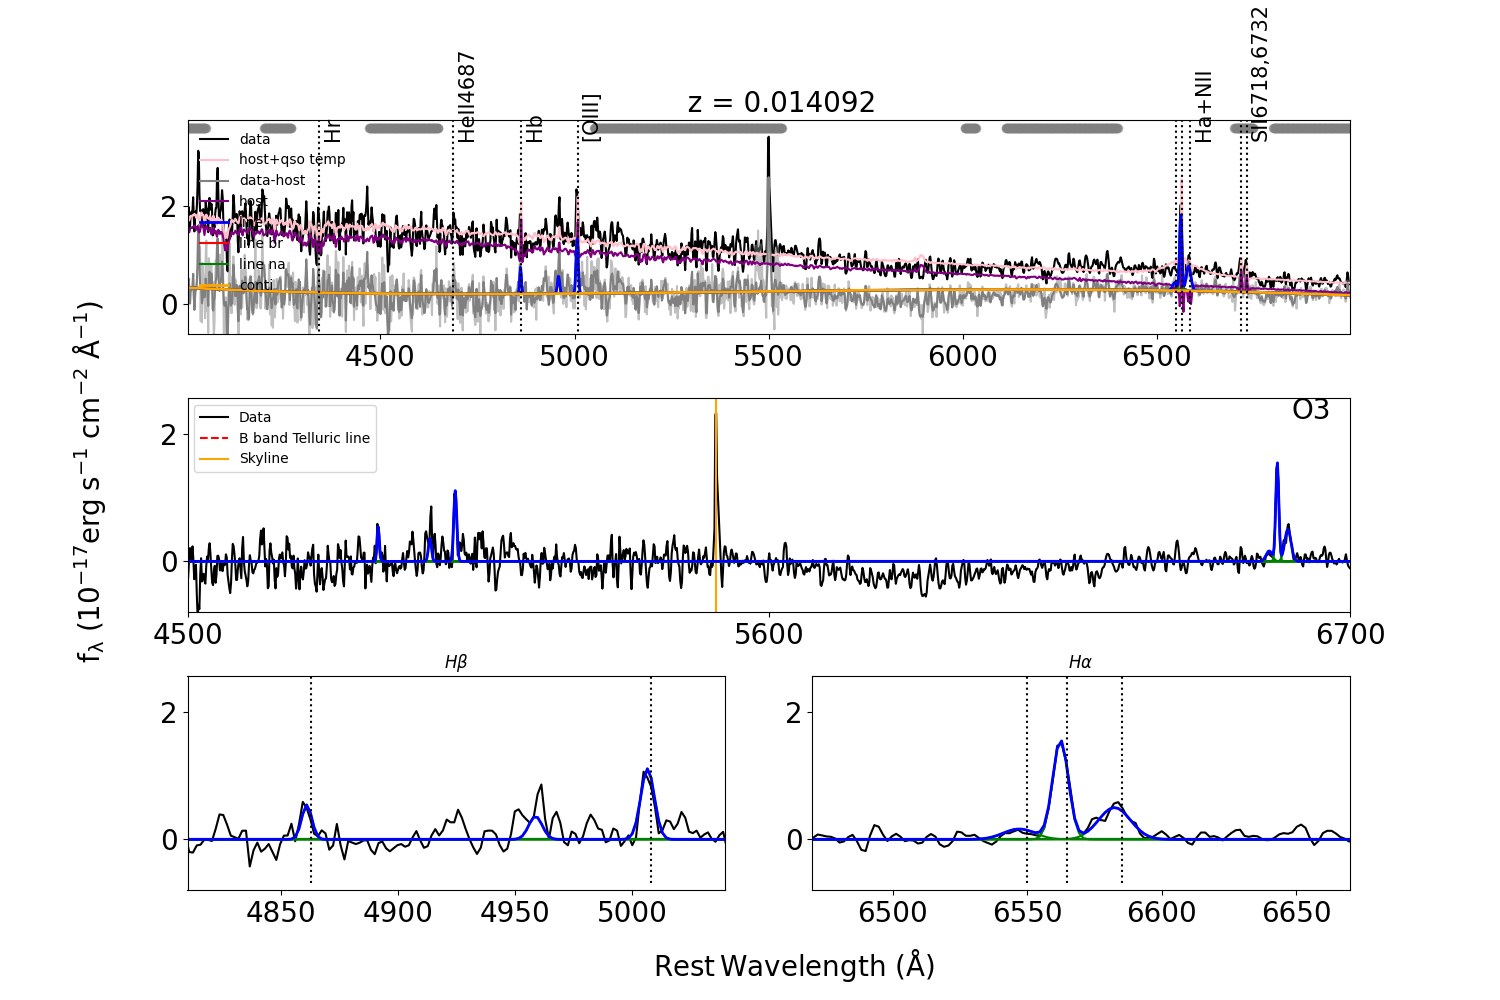 Hr
HeII4687
Hb
[OIII]
Ha+NII
SII6718,6732
z = 0.014092
data
host+qso temp
data-host
host
line br
line na
conti
2
0
4500
5000
5500
6000
6500
fλ (10⁻¹⁷erg s⁻¹ cm⁻² Å⁻¹)
O3
Data
B band Telluric line
Skyline
2
0
4500
5600
6700
Hβ
2
0
4850
4900
4950
5000
Hα
2
0
6500
6550
6600
6650
Rest Wavelength (Å)